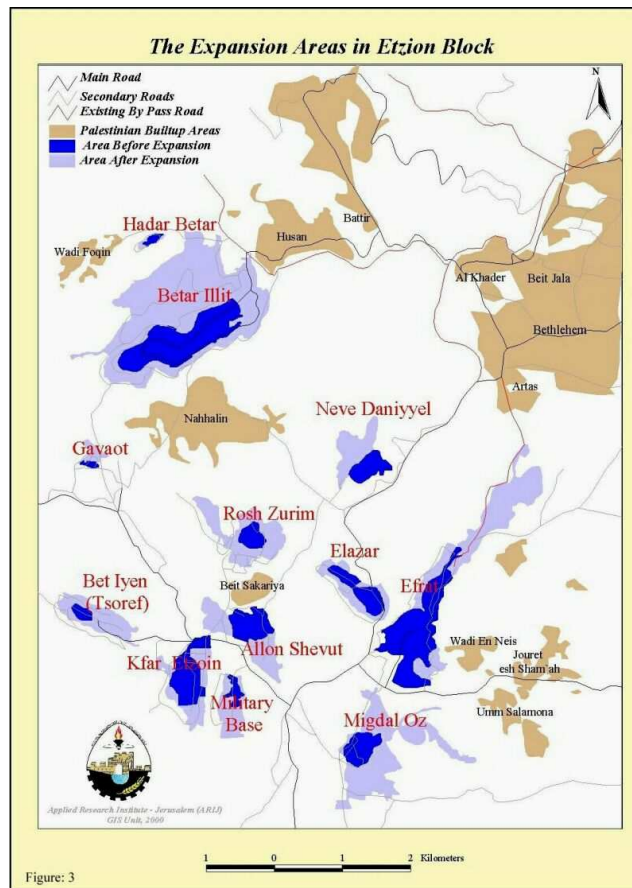 The Expansion Areas in Etzion Block
Main Road
Secondary Roads
Existing By Pass Road
Palestinian Builtup Areas
Area Before Expansion
Area After Expansion
N
Hadar Betar
Wadi Foqin
Husan
Battir
Al Khader
Beit Jala
Betar Illit
Bethlehem
Artas
Nahhalin
Neve Daniyyel
Gavaot
Rosh Zurim
Elazar
Bet Iyen
(Tsoref)
Beit Sakariya
Efrat
Wadi En Neis
Allon Shevut
Jouret
esh Sham'ah
Kfar Etzoin
Military
Base
Umm Salamona
Migdal Oz
Applied Research Institute - Jerusalem (ARIJ)
GIS Unit, 2000
1 0 1 2 Kilometers
Figure: 3